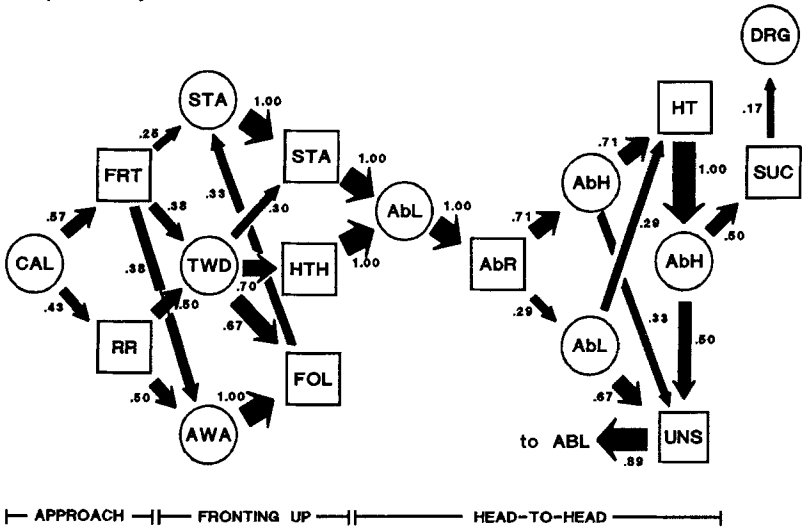 DRG
STA
1.00
HT
.17
.25
STA
1.00
.71
1.00
SUC
FRT
.38
.33
.30
AbH
.57
AbL
1.00
.71
.29
.50
CAL
.38
TWD
HTH
1.00
AbR
AbH
.50
.70
.43
.67
.29
.33
.50
RR
AbL
FOL
.50
1.00
.67
AWA
to ABL
UNS
.89
APPROACH
FRONTING UP
HEAD-TO-HEAD